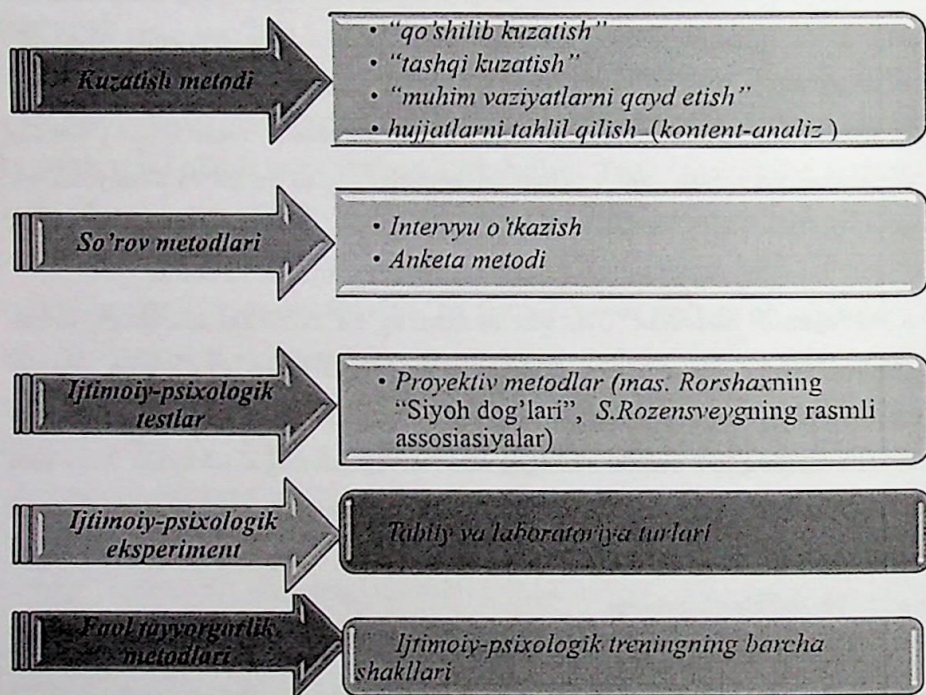 Kuzatish metodi
• “qo'shilib kuzatish”
• “tashqi kuzatish”
• “muhim vaziyatlarni qayd etish”
• hujjatlarni tahlil qilish (kontent-analiz )
So'rov metodlari
• Intervyu o'tkazish
• Anketa metodi
Ijtimoiy-psixologik
testlar
• Proyektiv metodlar (mas. Rorshaxning
“Siyoh dog'lari”, S.Rozensveygning rasmli
assosiasiyalar)
Ijtimoiy-psixologik
eksperiment
Tabiiy va laboratoriya turlari
Faol tayyorgarlik
metodlari
Ijtimoiy-psixologik treningning barcha
shakllari